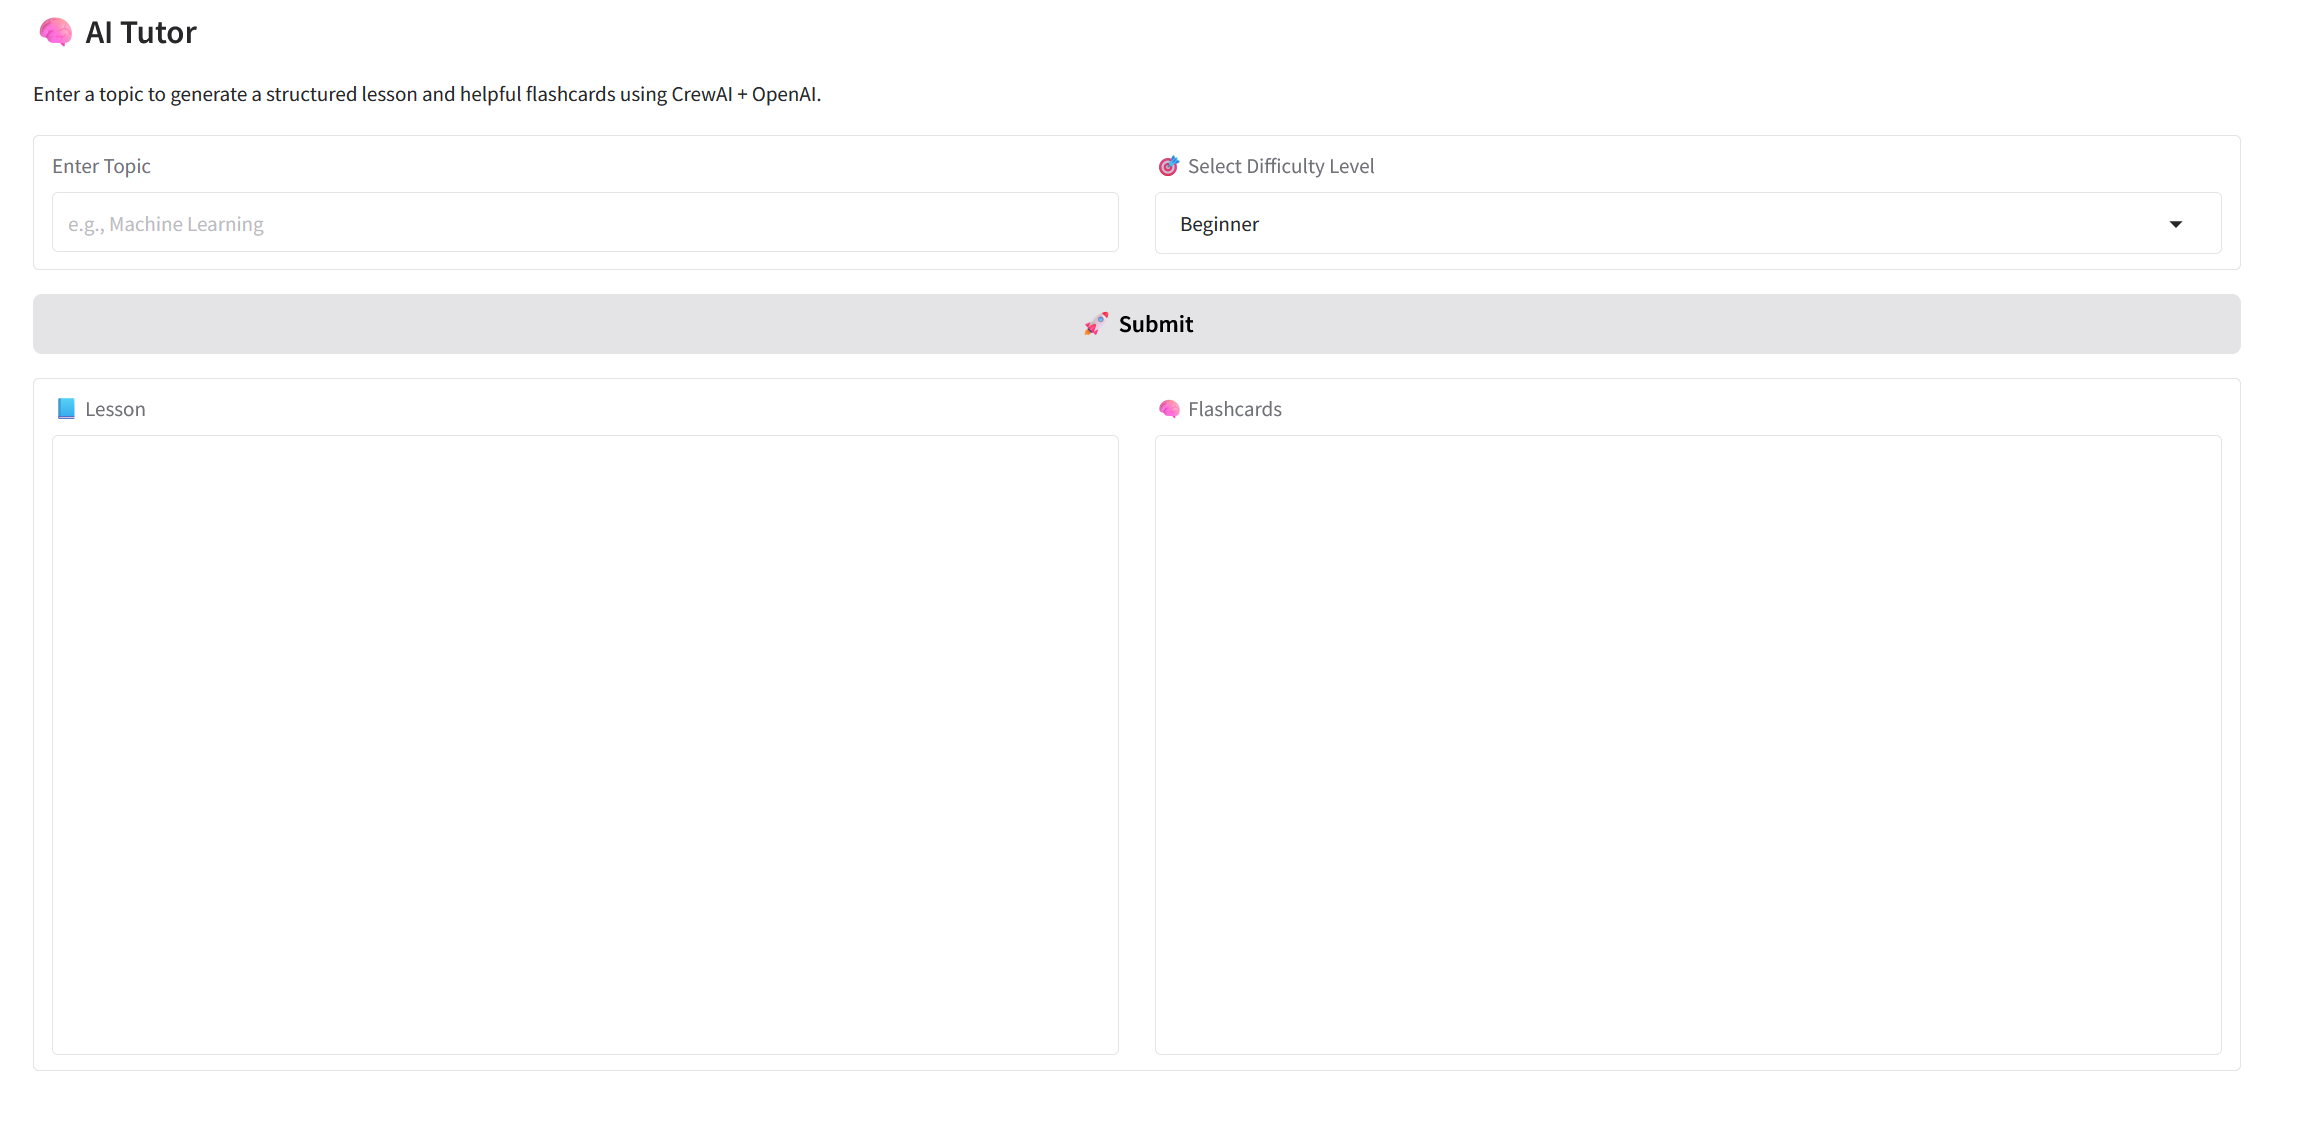 AI Tutor
Enter a topic to generate a structured lesson and helpful flashcards using CrewAI + OpenAI.
Enter Topic
e.g., Machine Learning
Select Difficulty Level
Beginner
Submit
Lesson
Flashcards